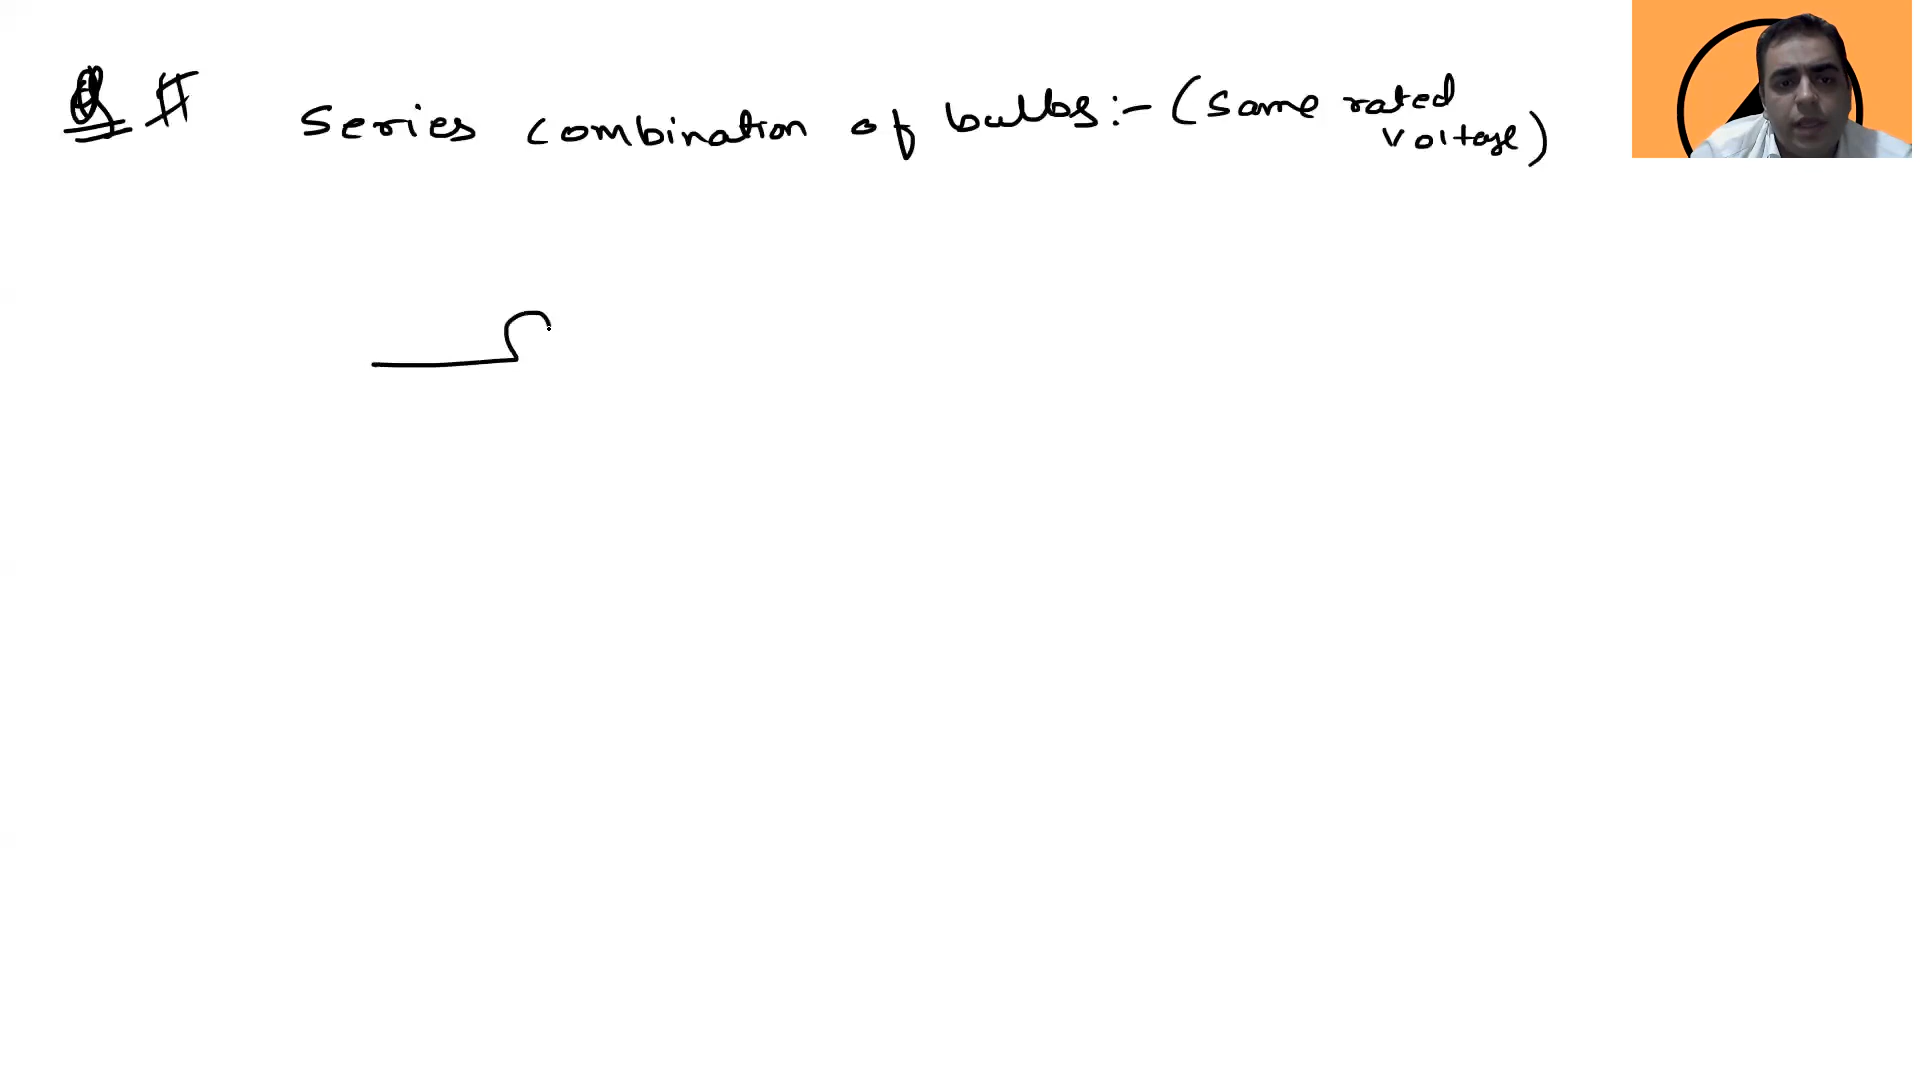 # Series combination of bulbs:- (Same rated
voltage)